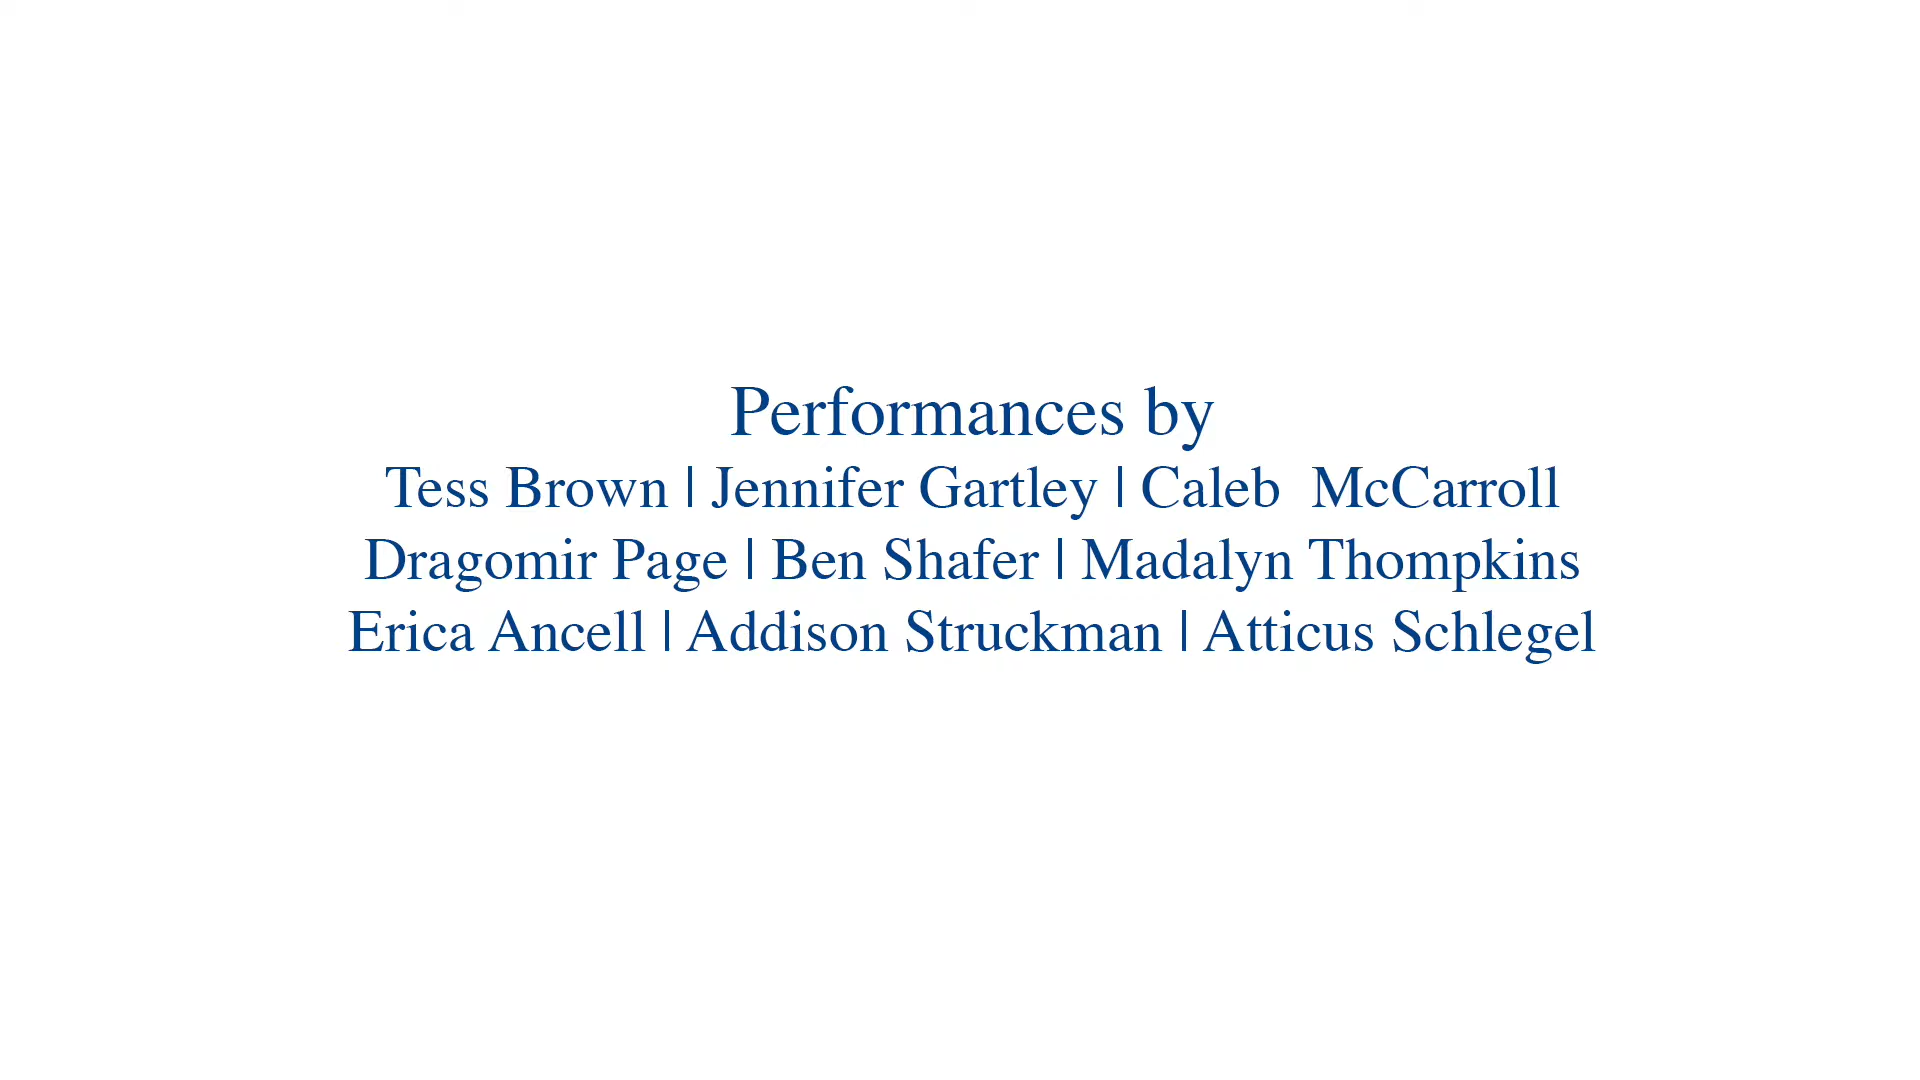 Performances by
Tess Brown | Jennifer Gartley | Caleb  McCarroll
Dragomir Page | Ben Shafer | Madalyn Thompkins
Erica Ancell | Addison Struckman | Atticus Schlegel